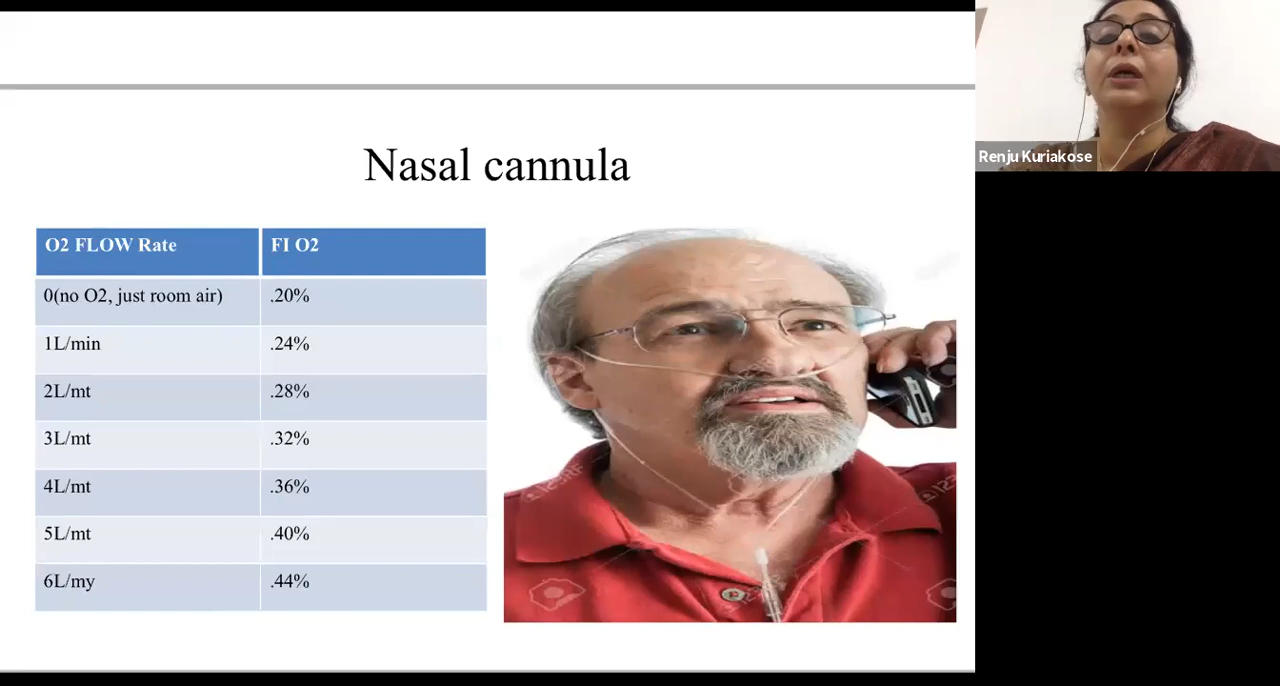 Nasal cannula
O2 FLOW Rate FI O2
0(no O2, just room air) .20%
1L/min .24%
2L/mt .28%
3L/mt .32%
4L/mt .36%
5L/mt .40%
6L/my .44%
Renju Kuriakose